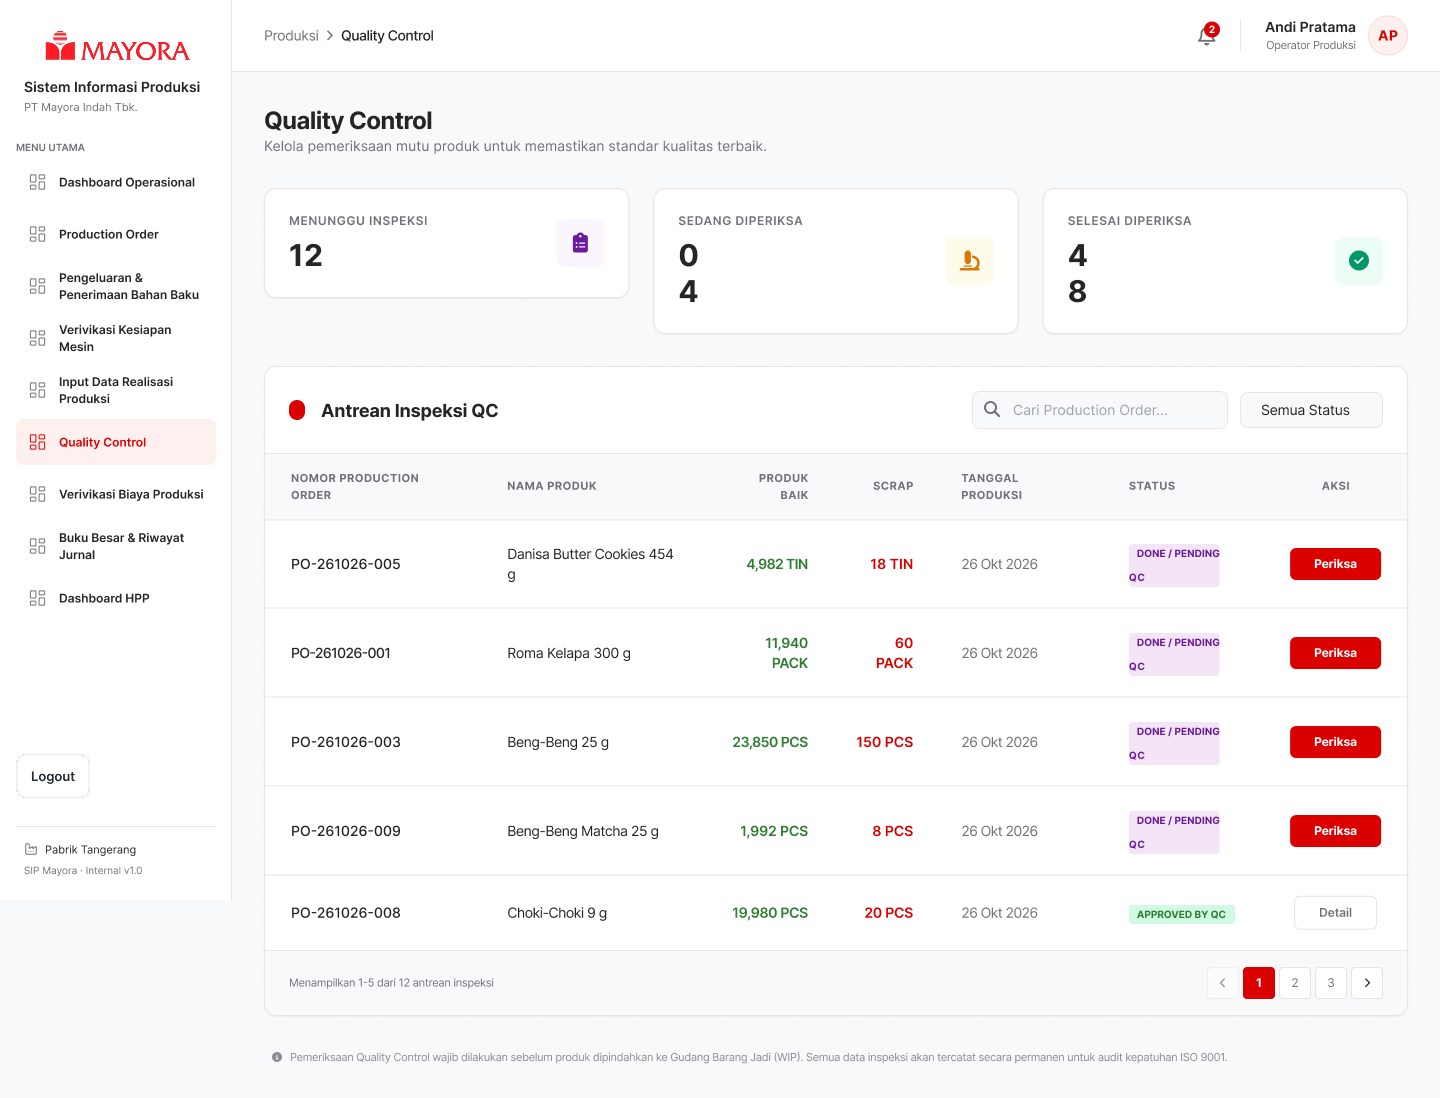 MAYORA
Sistem Informasi Produksi
PT Mayora Indah Tbk.
MENU UTAMA
Dashboard Operasional
Production Order
Pengeluaran &
Penerimaan Bahan Baku
Verivikasi Kesiapan
Mesin
Input Data Realisasi
Produksi
Quality Control
Verivikasi Biaya Produksi
Buku Besar & Riwayat
Jurnal
Dashboard HPP
Logout
Pabrik Tangerang
SIP Mayora · Internal v1.0
Produksi > Quality Control
2
Andi Pratama
Operator Produksi
AP
Quality Control
Kelola pemeriksaan mutu produk untuk memastikan standar kualitas terbaik.
MENUNGGU INSPEKSI
12
SEDANG DIPERIKSA
0
4
SELESAI DIPERIKSA
4
8
Antrean Inspeksi QC
Cari Production Order...
Semua Status
NOMOR PRODUCTION
ORDER
NAMA PRODUK
PRODUK
BAIK
SCRAP
TANGGAL
PRODUKSI
STATUS
AKSI
PO-261026-005
Danisa Butter Cookies 454
g
4,982 TIN
18 TIN
26 Okt 2026
DONE / PENDING
QC
Periksa
PO-261026-001
Roma Kelapa 300 g
11,940
PACK
60
PACK
26 Okt 2026
DONE / PENDING
QC
Periksa
PO-261026-003
Beng-Beng 25 g
23,850 PCS
150 PCS
26 Okt 2026
DONE / PENDING
QC
Periksa
PO-261026-009
Beng-Beng Matcha 25 g
1,992 PCS
8 PCS
26 Okt 2026
DONE / PENDING
QC
Periksa
PO-261026-008
Choki-Choki 9 g
19,980 PCS
20 PCS
26 Okt 2026
APPROVED BY QC
Detail
Menampilkan 1-5 dari 12 antrean inspeksi
< 1 2 3 >
Pemeriksaan Quality Control wajib dilakukan sebelum produk dipindahkan ke Gudang Barang Jadi (WIP). Semua data inspeksi akan tercatat secara permanen untuk audit kepatuhan ISO 9001.